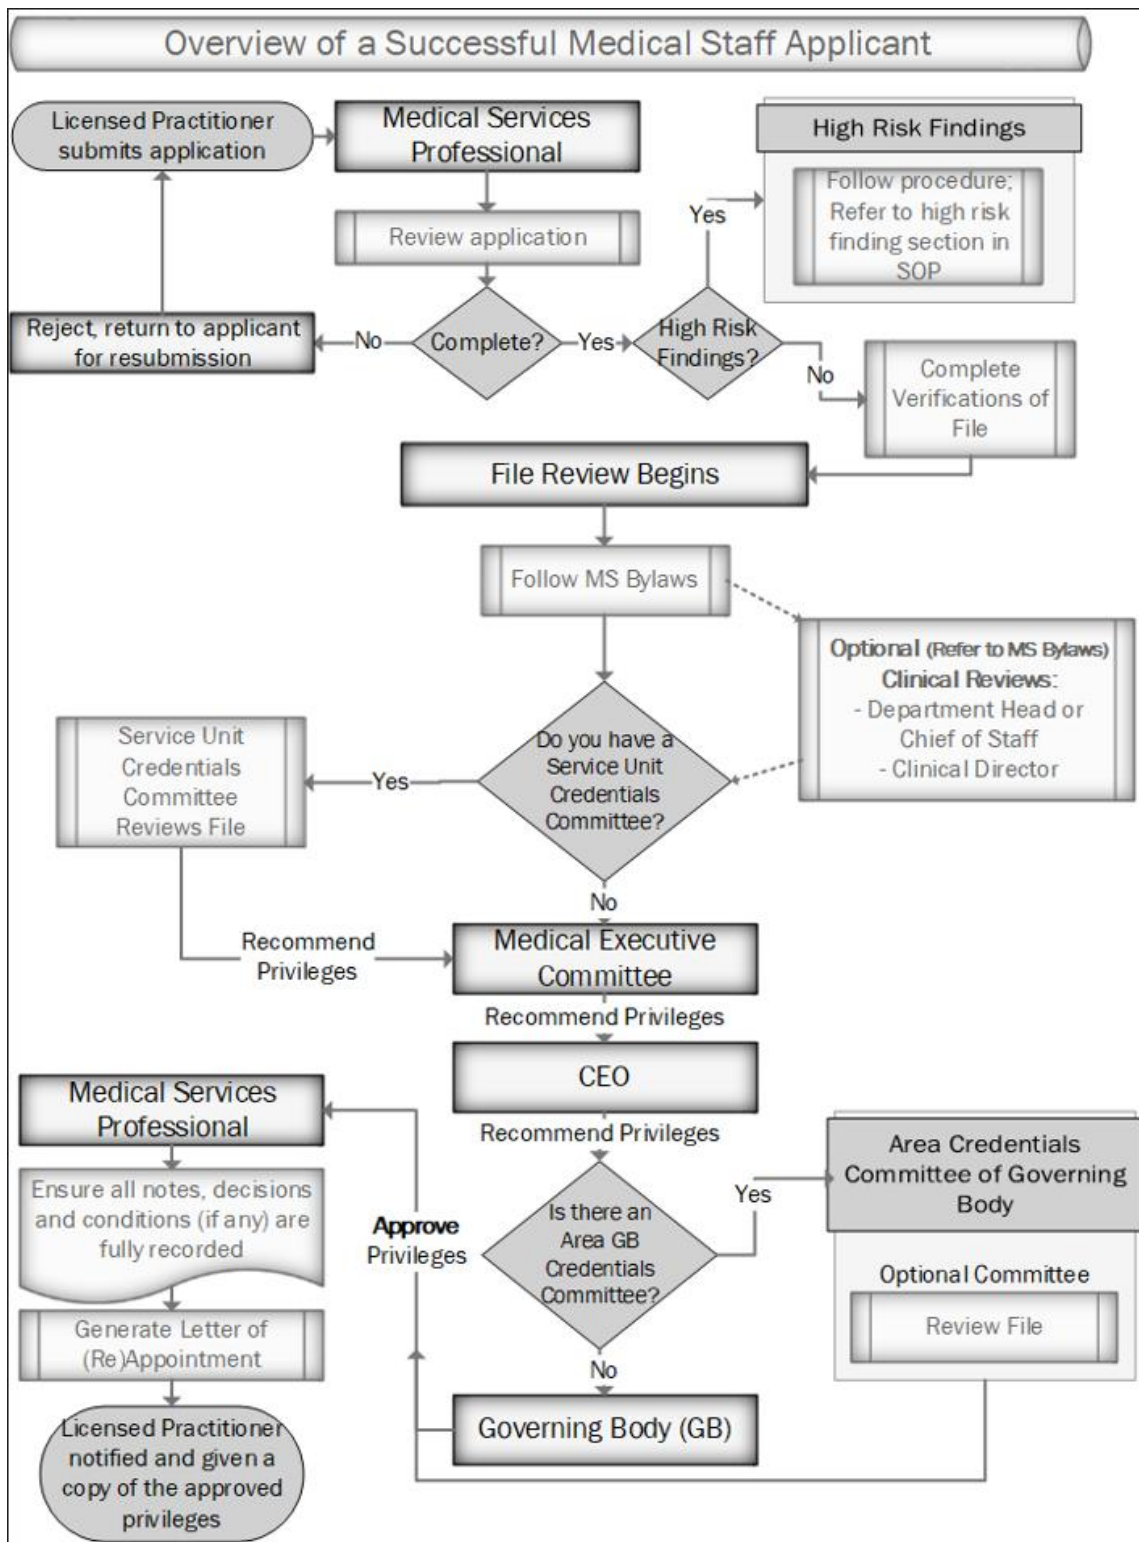 Overview of a Successful Medical Staff Applicant
Licensed Practitioner
submits application
Medical Services
Professional
High Risk Findings
Follow procedure;
Refer to high risk
finding section in
SOP
Yes
Review application
Reject, return to applicant
for resubmission
No
Complete?
Yes
High Risk
Findings?
No
Complete
Verifications of
File
File Review Begins
Follow MS Bylaws
Optional (Refer to MS Bylaws)
Clinical Reviews:
- Department Head or
Chief of Staff
- Clinical Director
Do you have a
Service Unit
Credentials
Committee?
Yes
Service Unit
Credentials
Committee
Reviews File
No
Recommend
Privileges
Medical Executive
Committee
Recommend Privileges
CEO
Recommend Privileges
Is there an
Area GB
Credentials
Committee?
Yes
Area Credentials
Committee of Governing
Body
Optional Committee
Review File
No
Governing Body (GB)
Approve
Privileges
Medical Services
Professional
Ensure all notes, decisions
and conditions (if any) are
fully recorded
Generate Letter of
(Re)Appointment
Licensed Practitioner
notified and given a
copy of the approved
privileges